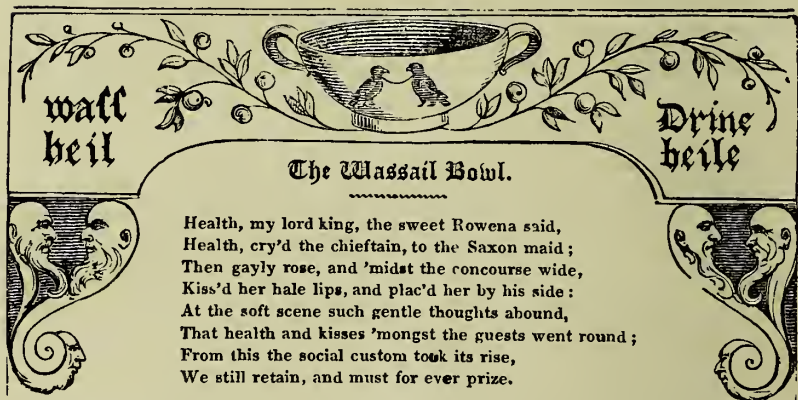 wass
heil
Drinc
heile
The Wassail Bowl.
Health, my lord king, the sweet Rowena said,
Health, cry'd the chieftain, to the Saxon maid;
Then gayly rose, and 'midst the concourse wide,
Kiss'd her hale lips, and plac'd her by his side:
At the soft scene such gentle thoughts abound,
That health and kisses 'mongst the guests went round;
From this the social custom took its rise,
We still retain, and must for ever prize.